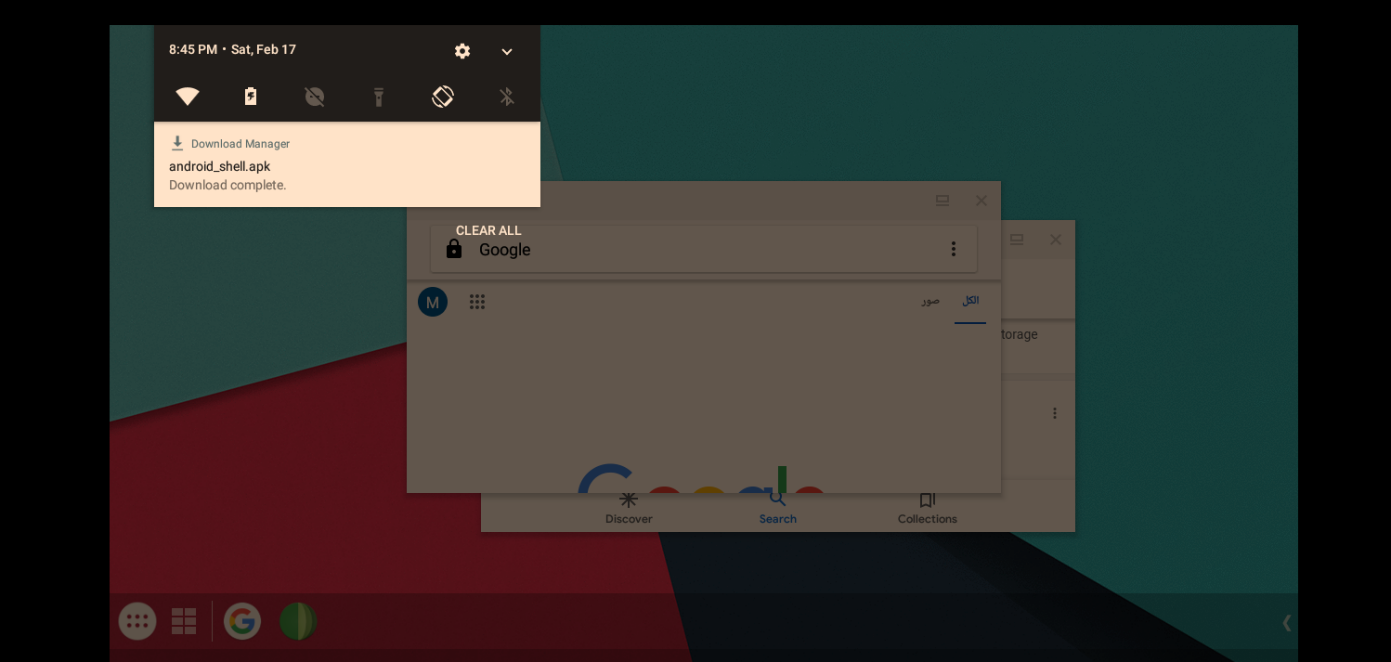 8:45 PM • Sat, Feb 17
Download Manager
android_shell.apk
Download complete.
CLEAR ALL
Google
M
صور
الكل
torage
Google
Discover
Search
Collections
G